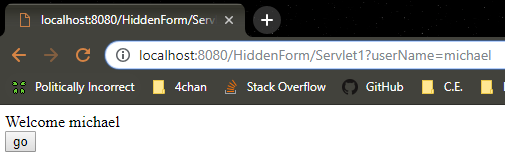 localhost:8080/HiddenForm/Serv
localhost:8080/HiddenForm/Servlet1?userName=michael
Politically Incorrect 4chan Stack Overflow GitHub C.E.
Welcome michael
go